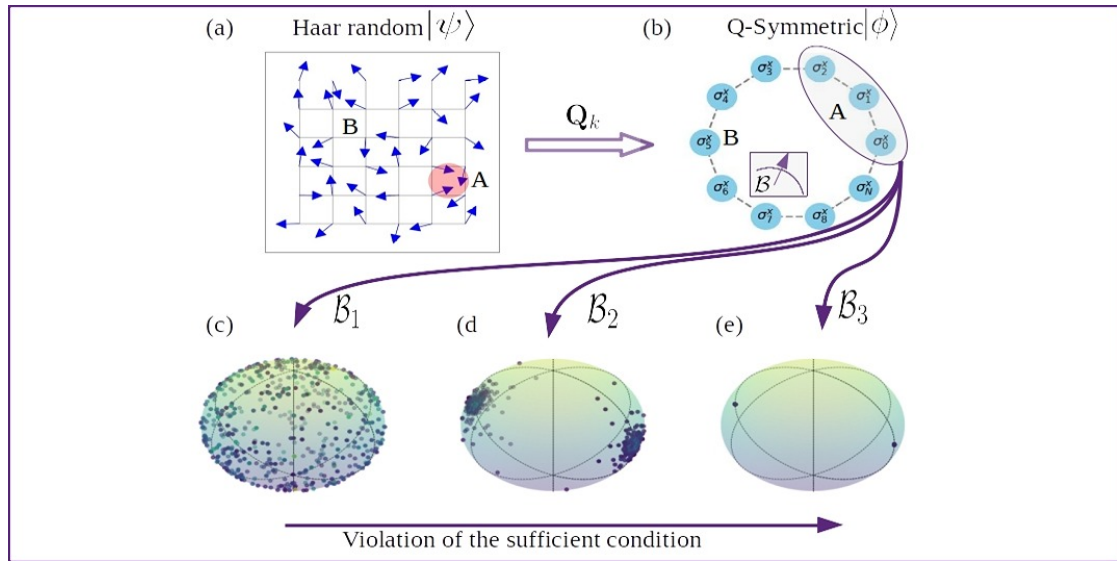 (a) Haar random|ψ⟩
(b) Q-Symmetric|ϕ⟩
B
A
Q_k
σ_3^x
σ_2^x
σ_4^x
σ_1^x
A
B
σ_5^x
σ_0^x
𝓑
σ_6^x
σ_N^x
σ_7^x
σ_8^x
(c)
𝓑_1
(d)
𝓑_2
(e)
𝓑_3
Violation of the sufficient condition